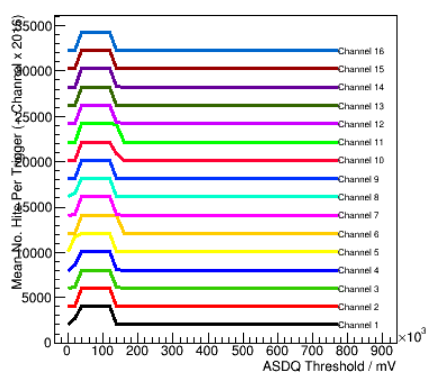 35000
30000
25000
20000
15000
10000
5000
0
Mean No. Hits Per Trigger ( Channel x 2016)
Channel 16
Channel 15
Channel 14
Channel 13
Channel 12
Channel 11
Channel 10
Channel 9
Channel 8
Channel 7
Channel 6
Channel 5
Channel 4
Channel 3
Channel 2
Channel 1
0 100 200 300 400 500 600 700 800 900
×10³
ASDQ Threshold / mV